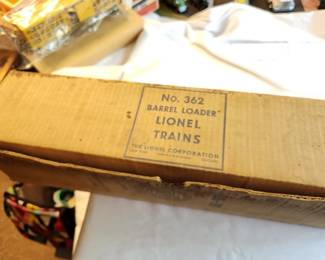 No. 362
"BARREL LOADER"
LIONEL
TRAINS
THE LIONEL CORPORATION